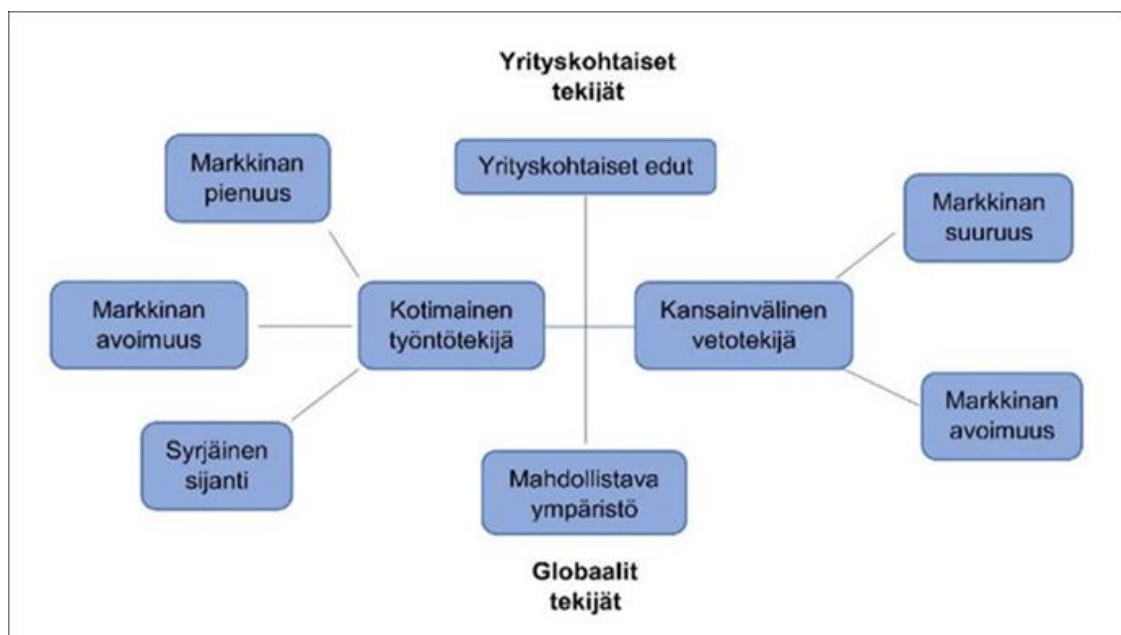 Yrityskohtaiset
tekijät
Markkinan
pienuus
Yrityskohtaiset edut
Markkinan
suuruus
Markkinan
avoimuus
Kotimainen
työntötekijä
Kansainvälinen
vetotekijä
Markkinan
avoimuus
Syrjäinen
sijanti
Mahdollistava
ympäristö
Globaalit
tekijät